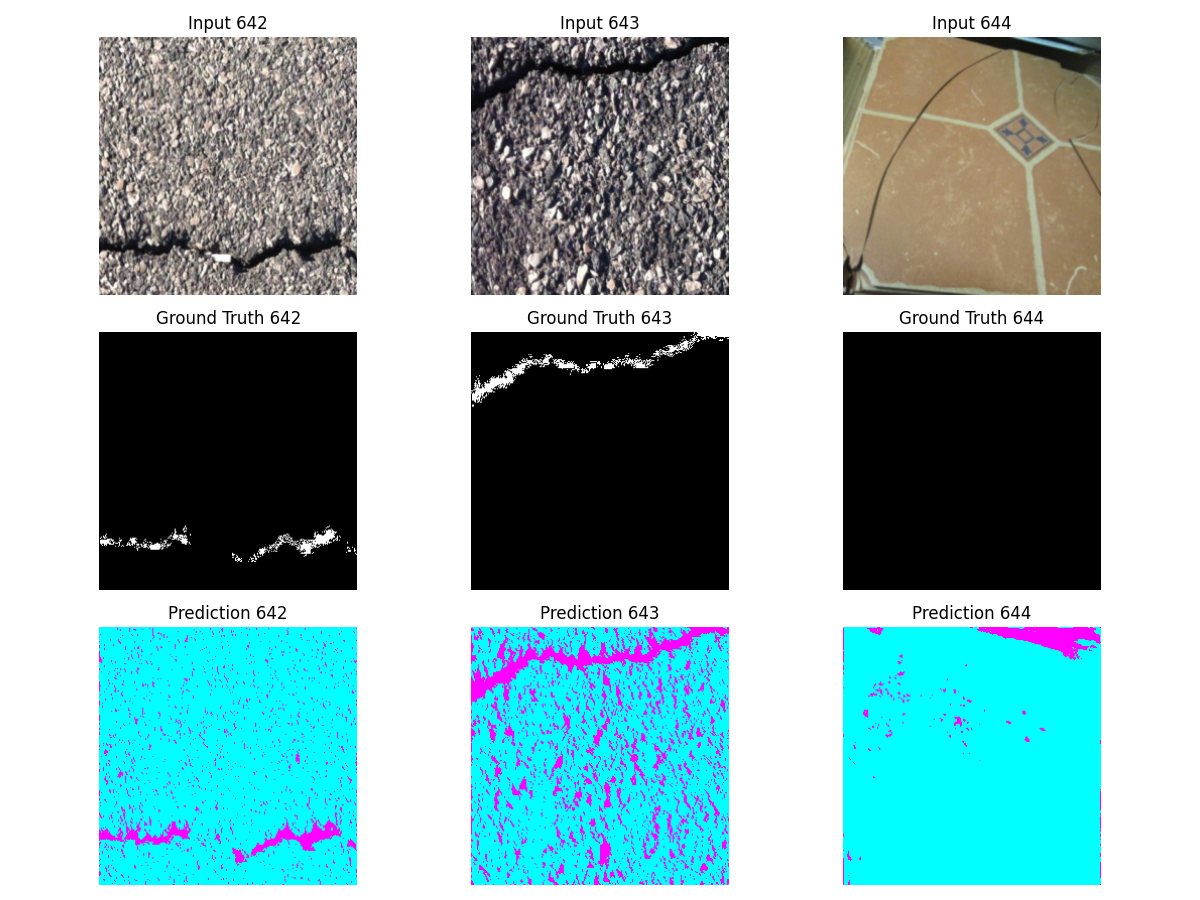 Input 642
Input 643
Input 644
Ground Truth 642
Ground Truth 643
Ground Truth 644
Prediction 642
Prediction 643
Prediction 644